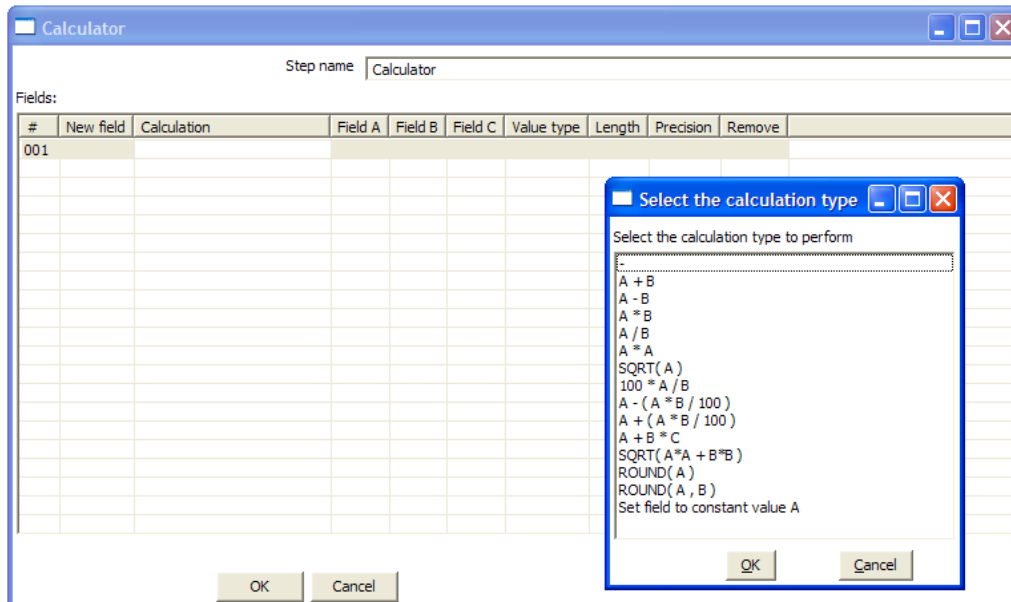 Calculator
Step name Calculator
Fields:
# New field Calculation Field A Field B Field C Value type Length Precision Remove
001
Select the calculation type
Select the calculation type to perform
-
A + B
A - B
A * B
A / B
A * A
SQRT( A )
100 * A / B
A - ( A * B / 100 )
A + ( A * B / 100 )
A + B * C
SQRT( A*A + B*B )
ROUND( A )
ROUND( A , B )
Set field to constant value A
OK Cancel
OK Cancel